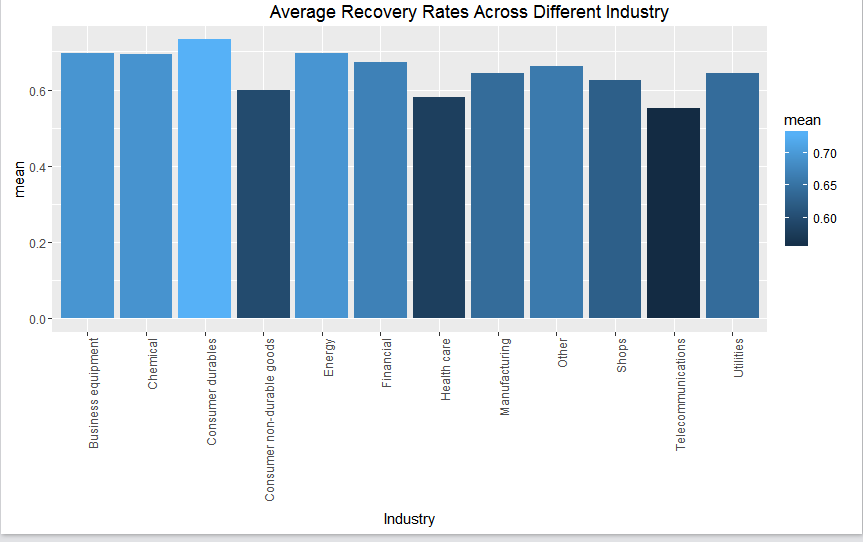 Average Recovery Rates Across Different Industry
mean
0.6
0.4
0.2
0.0
Business equipment
Chemical
Consumer durables
Consumer non-durable goods
Energy
Financial
Health care
Manufacturing
Other
Shops
Telecommunications
Utilities
Industry
mean
0.70
0.65
0.60